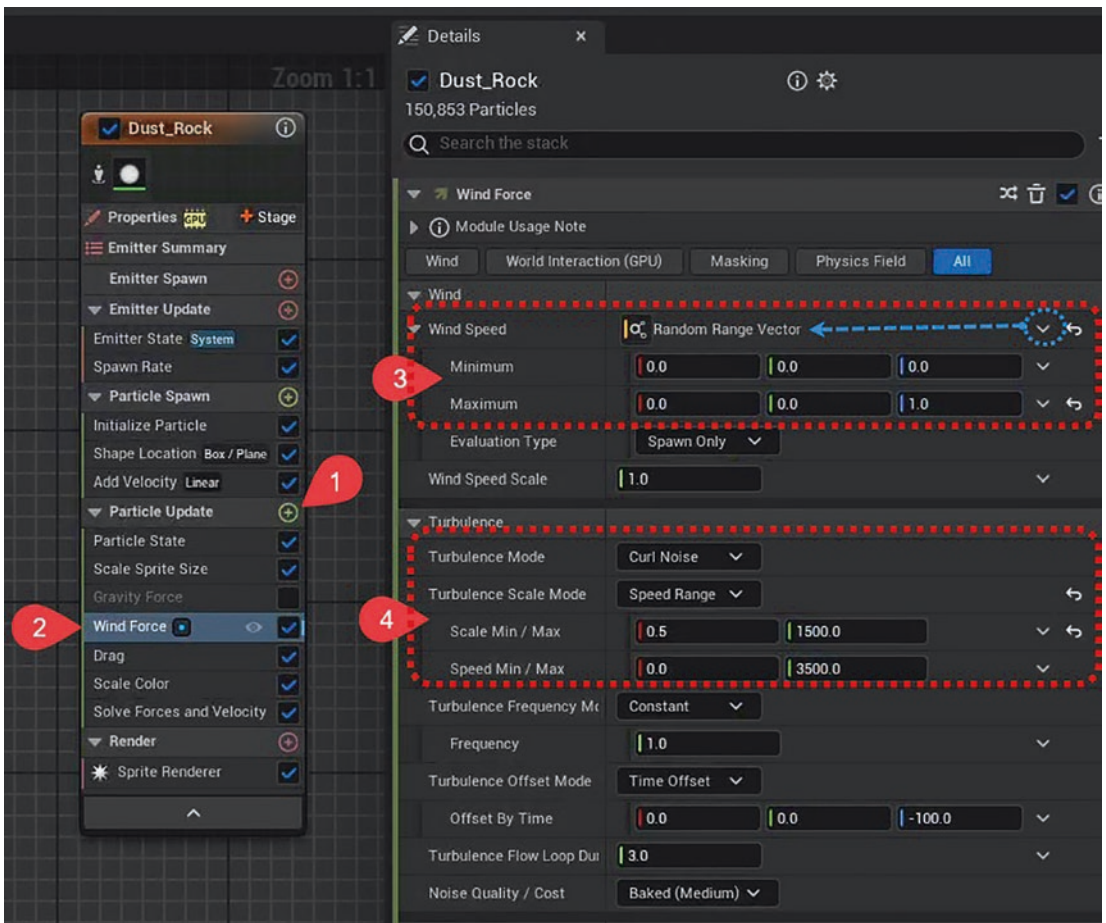 Zoom 1:1
Dust_Rock
Properties GPU Stage
Emitter Summary
Emitter Spawn
Emitter Update
Emitter State System
Spawn Rate
Particle Spawn
Initialize Particle
Shape Location Box / Plane
Add Velocity Linear
1
Particle Update
Particle State
Scale Sprite Size
Gravity Force
2
Wind Force
Drag
Scale Color
Solve Forces and Velocity
Render
Sprite Renderer
Details
Dust_Rock
150,853 Particles
Search the stack
Wind Force
Module Usage Note
Wind World Interaction (GPU) Masking Physics Field All
Wind
Wind Speed Random Range Vector
3
Minimum 0.0 0.0 0.0
Maximum 0.0 0.0 1.0
Evaluation Type Spawn Only
Wind Speed Scale 1.0
Turbulence
Turbulence Mode Curl Noise
Turbulence Scale Mode Speed Range
4
Scale Min / Max 0.5 1500.0
Speed Min / Max 0.0 3500.0
Turbulence Frequency Mo Constant
Frequency 1.0
Turbulence Offset Mode Time Offset
Offset By Time 0.0 0.0 -100.0
Turbulence Flow Loop Dur 3.0
Noise Quality / Cost Baked (Medium)